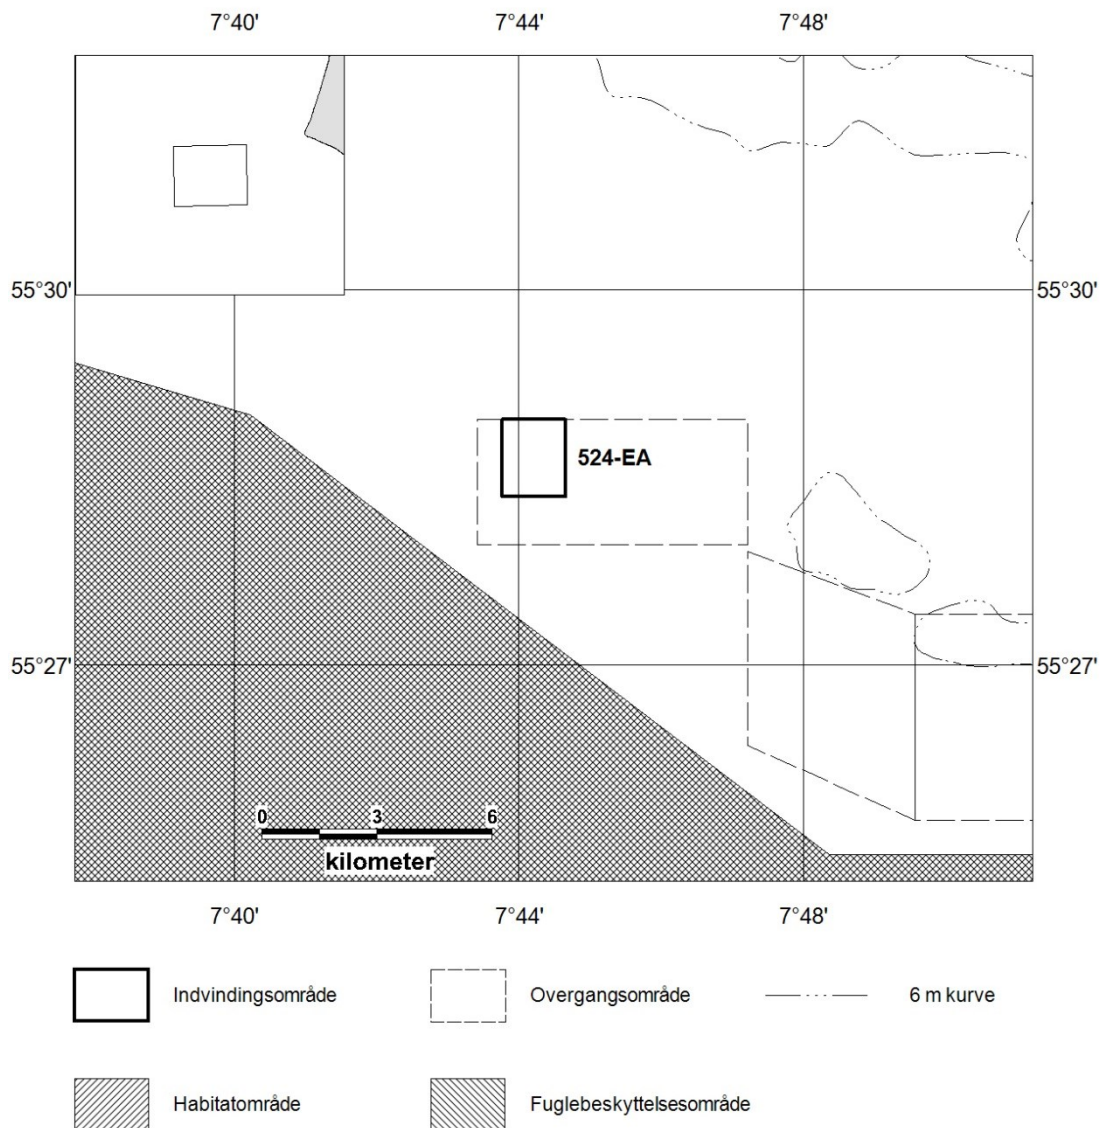 7°40' 7°44' 7°48'
55°30' 55°30'
524-EA
55°27' 55°27'
0 3 6
kilometer
7°40' 7°44' 7°48'
Indvindingsområde Overgangsområde 6 m kurve
Habitatområde Fuglebeskyttelsesområde